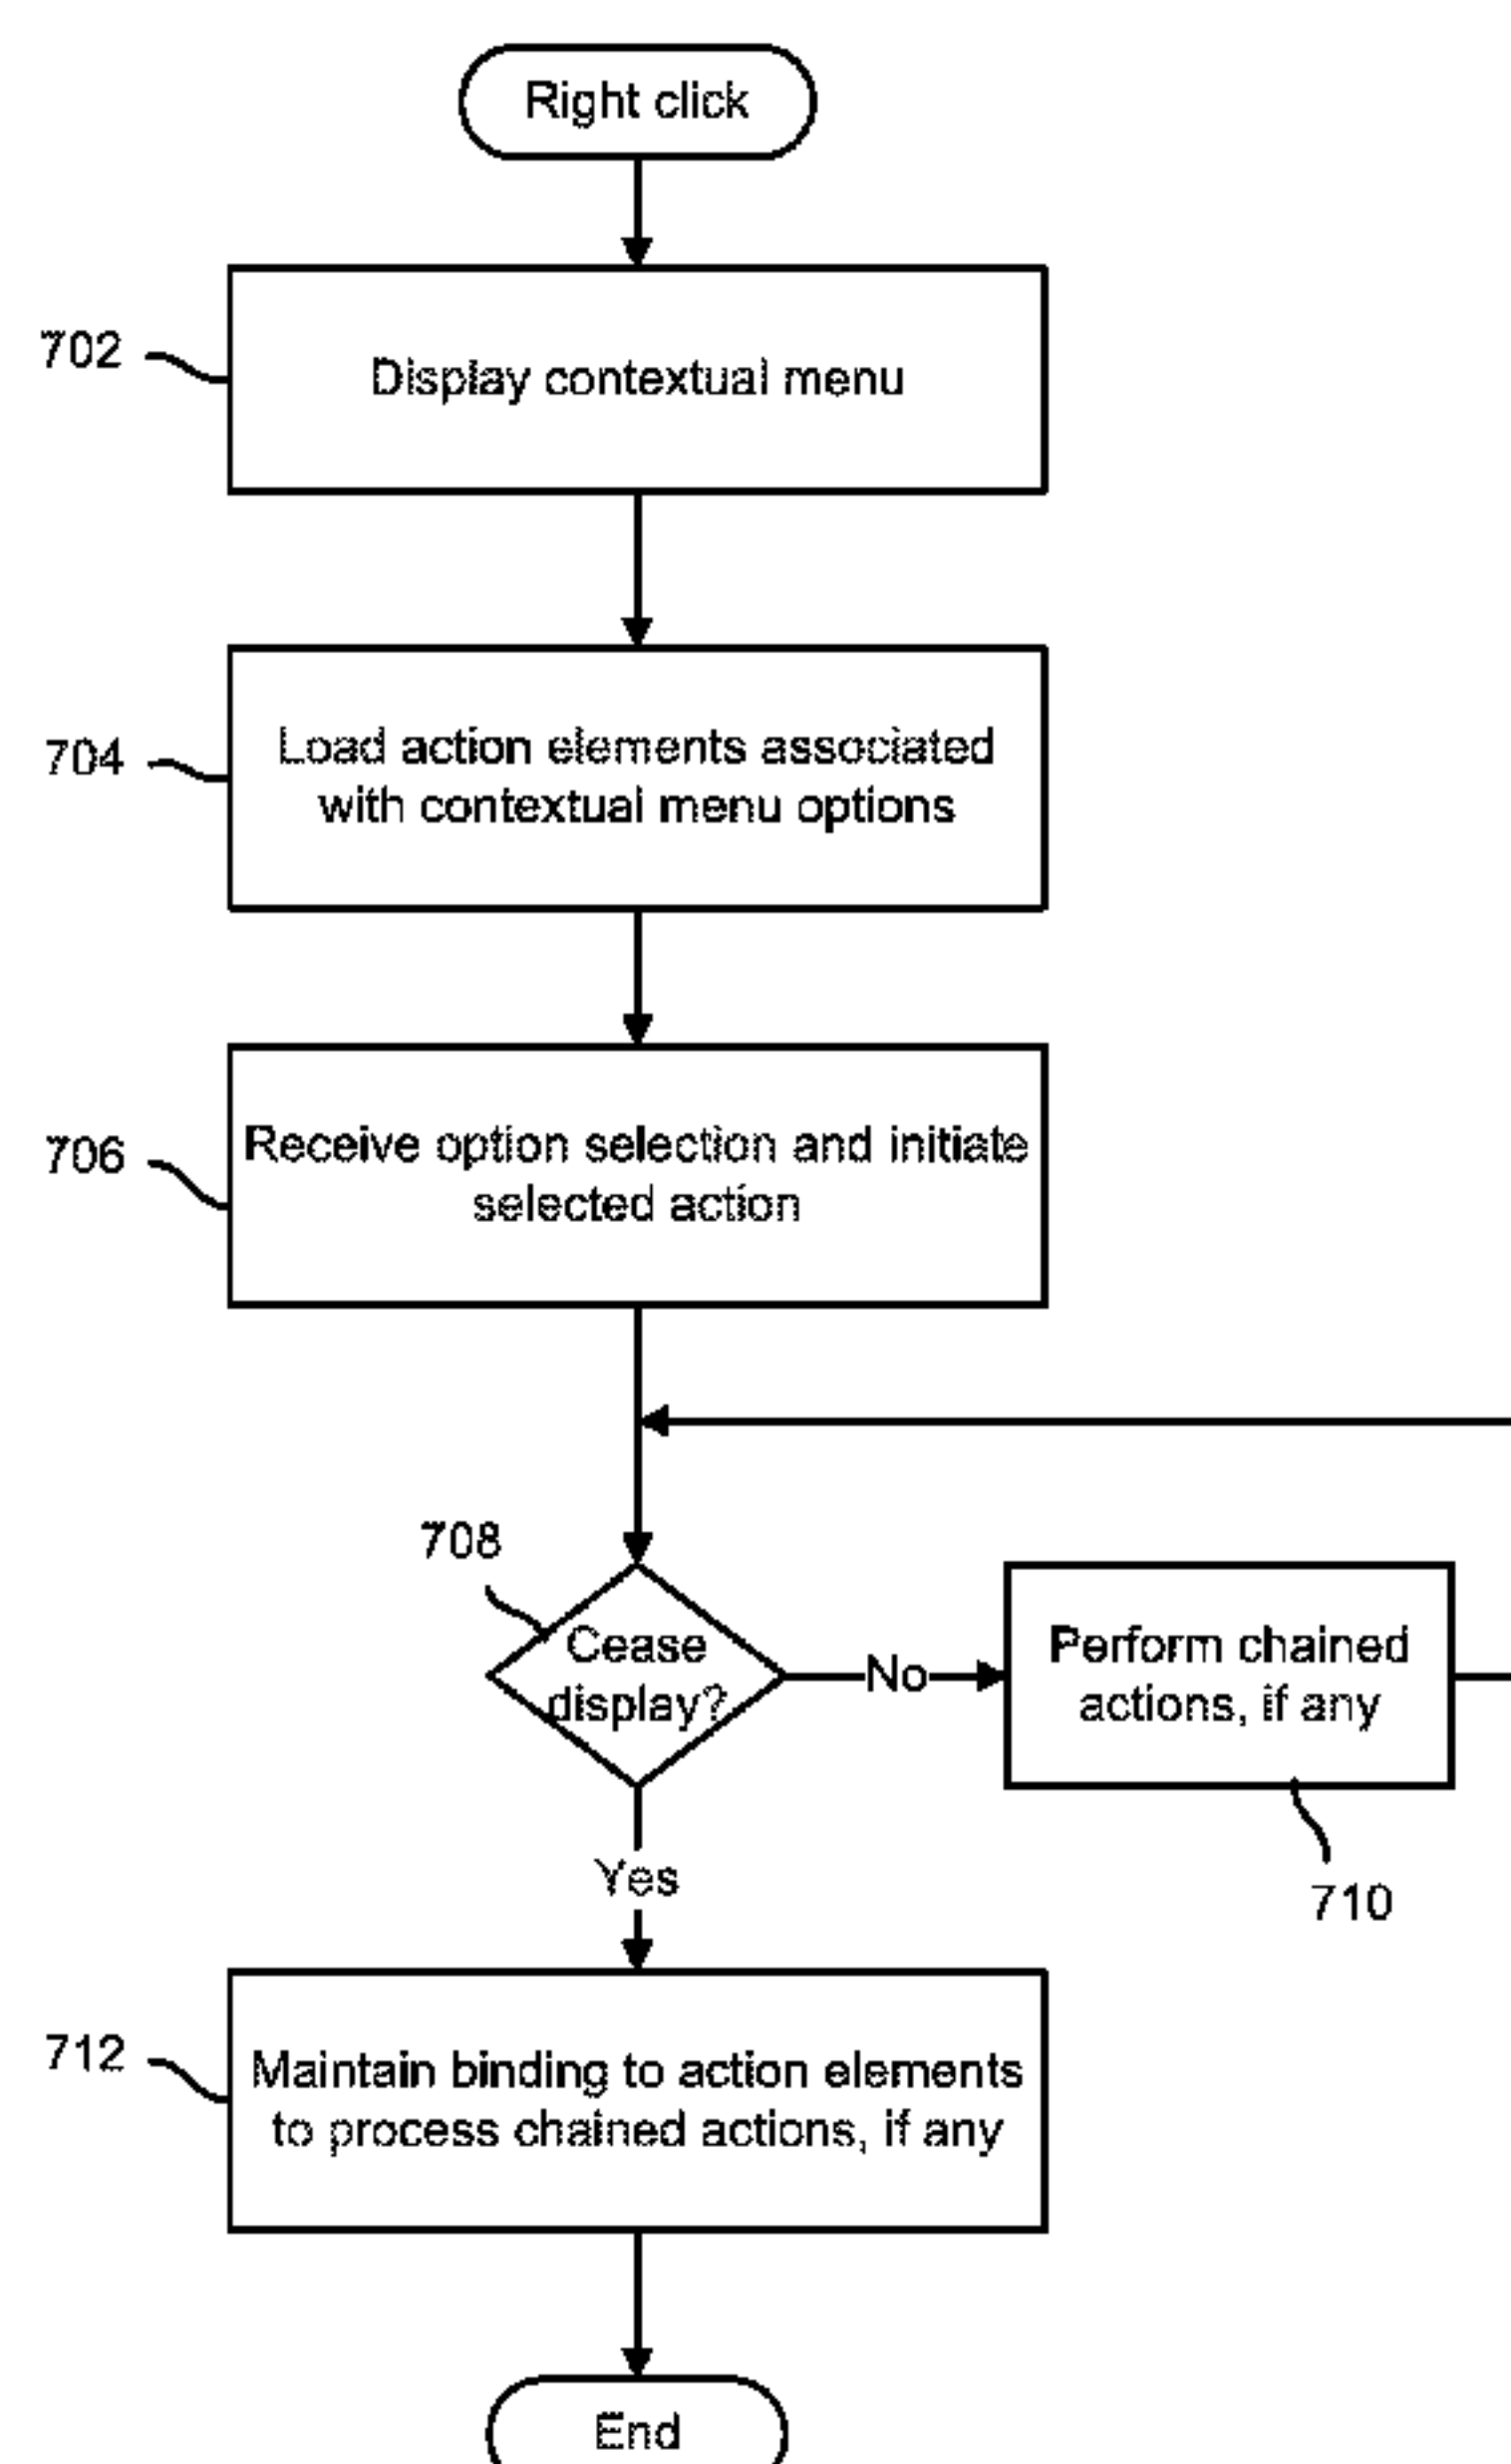 Right click
702
Display contextual menu
704
Load action elements associated
with contextual menu options
706
Receive option selection and initiate
selected action
708
Cease
display?
No
Perform chained
actions, if any
710
Yes
712
Maintain binding to action elements
to process chained actions, if any
End